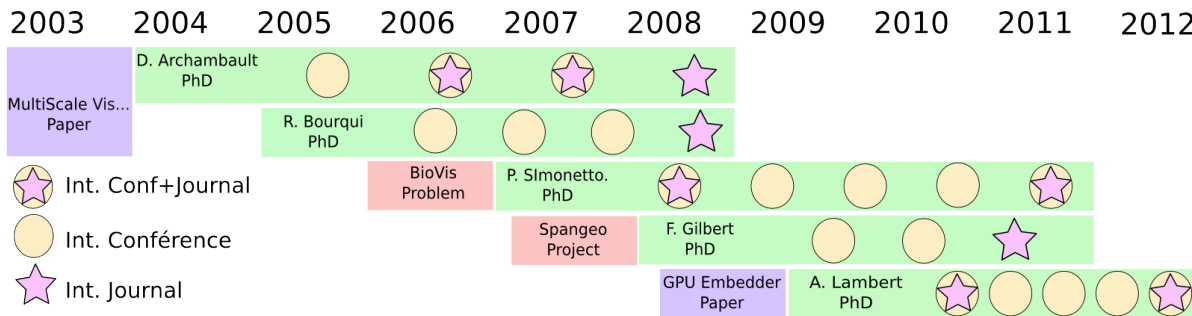 2003 2004 2005 2006 2007 2008 2009 2010 2011 2012
D. Archambault
PhD
MultiScale Vis...
Paper
R. Bourqui
PhD
BioVis
Problem
P. SImonetto.
PhD
Int. Conf+Journal
Spangeo
Project
F. Gilbert
PhD
Int. Conférence
GPU Embedder
Paper
A. Lambert
PhD
Int. Journal